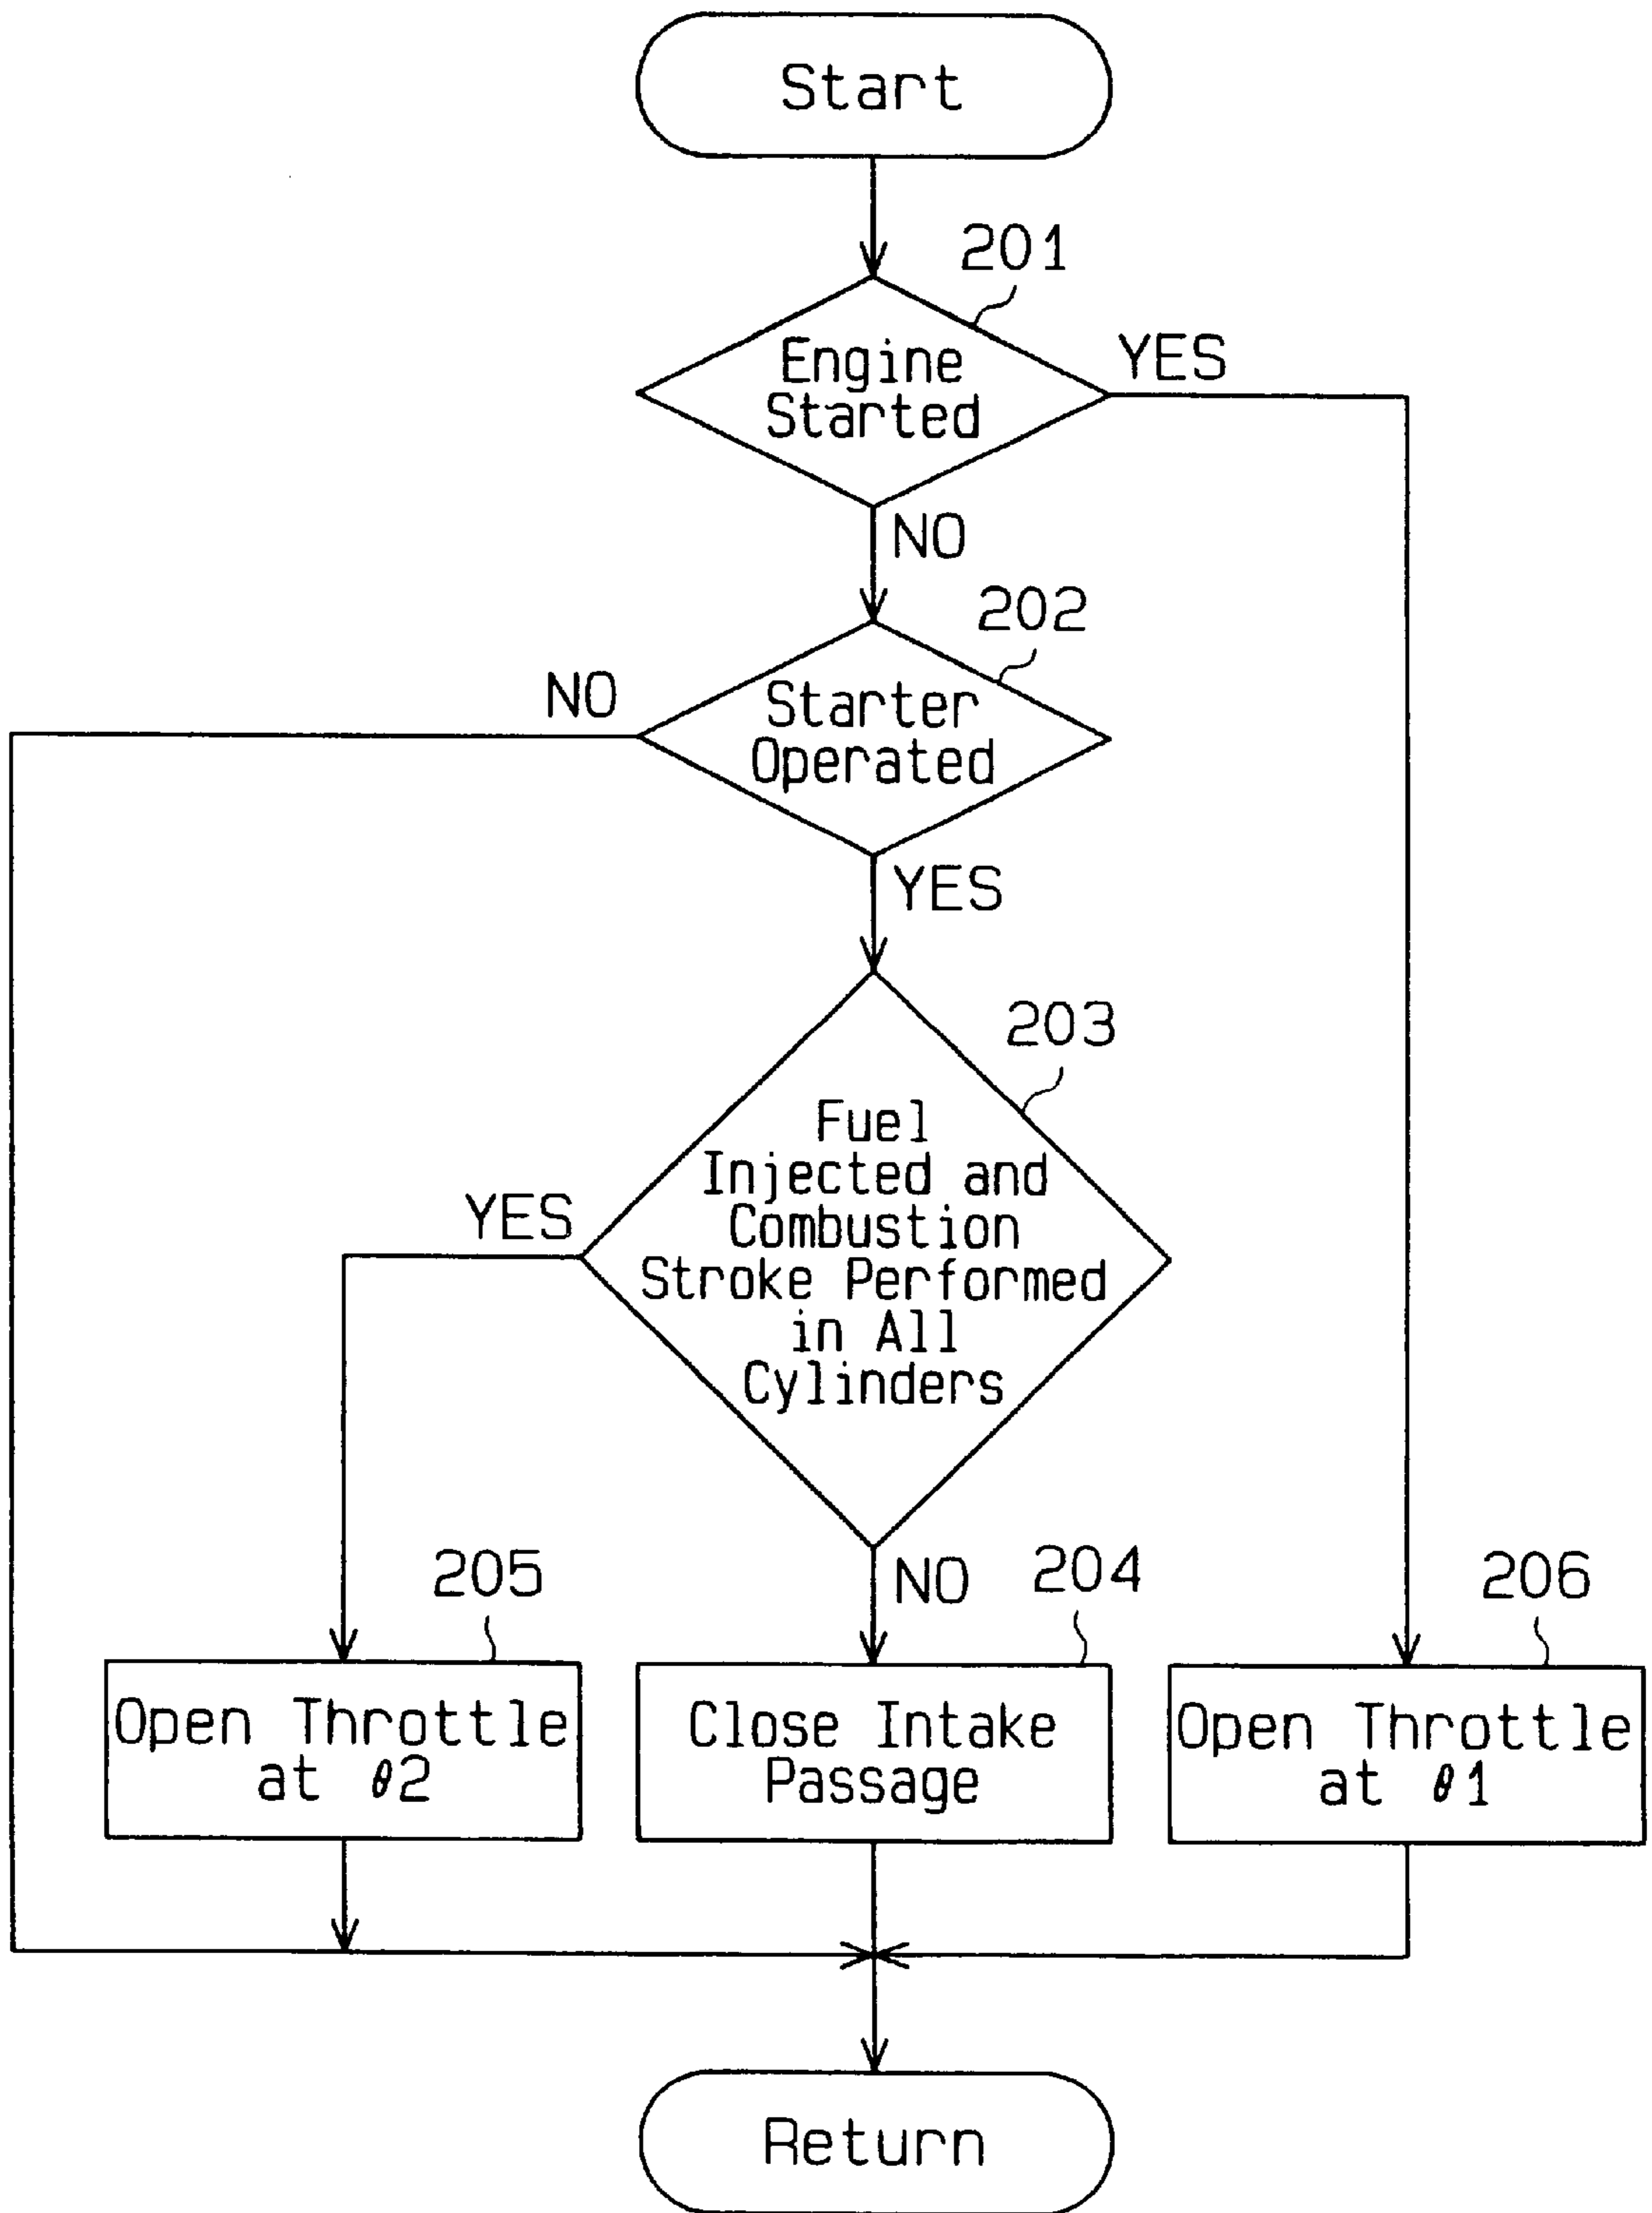 Start
201
Engine
Started
YES
NO
202
Starter
Operated
NO
YES
203
Fuel
Injected and
Combustion
Stroke Performed
in All
Cylinders
YES
NO
205
Open Throttle
at θ2
204
Close Intake
Passage
206
Open Throttle
at θ1
Return